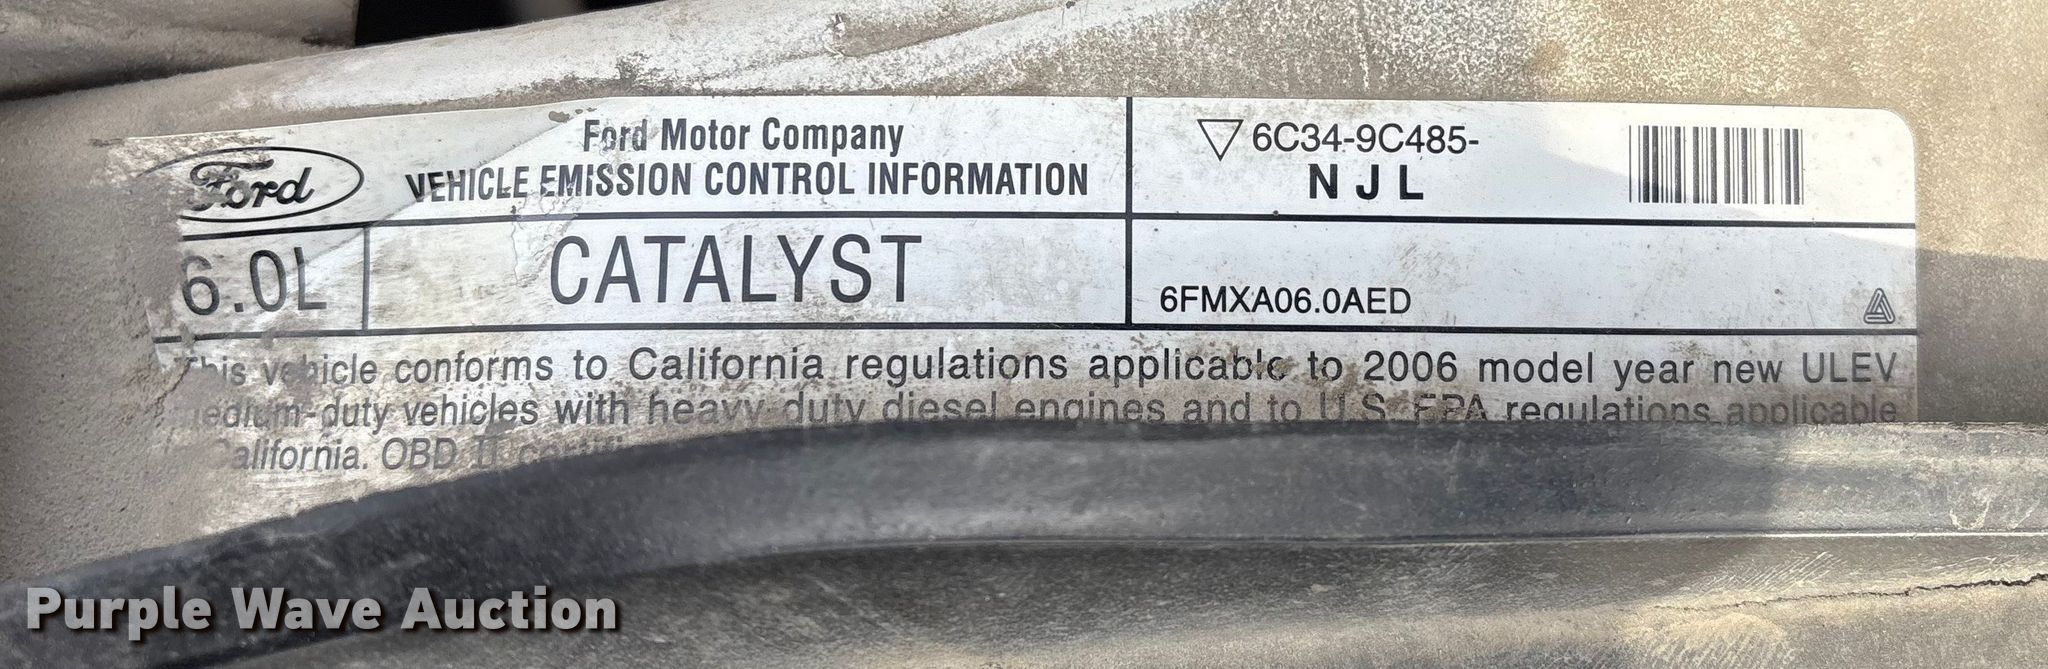 Ford Motor Company
VEHICLE EMISSION CONTROL INFORMATION
Ford
6C34-9C485-
NJL
6.0L
CATALYST
6FMXA06.0AED
This vehicle conforms to California regulations applicable to 2006 model year new ULEV
medium-duty vehicles with heavy duty diesel engines and to U.S. EPA regulations applicable
California. OBD II
Purple Wave Auction